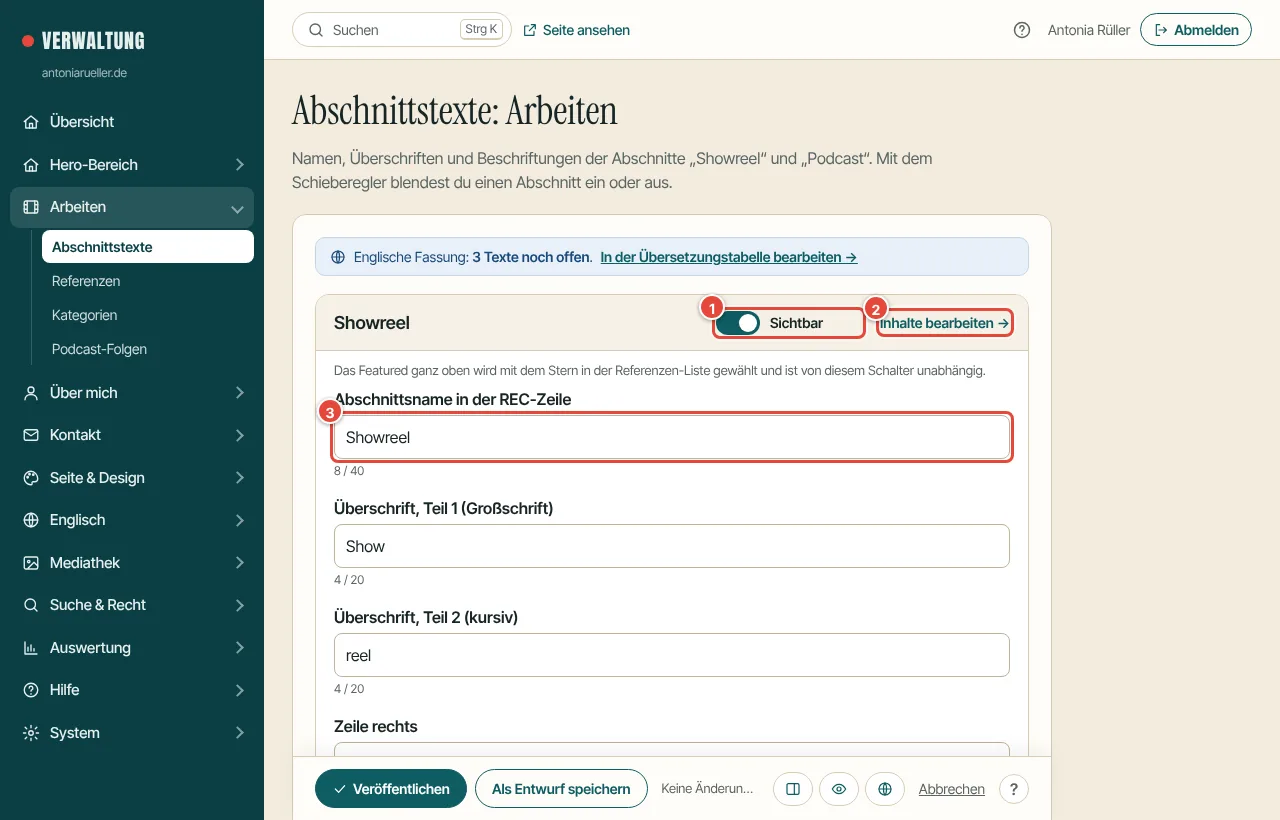 VERWALTUNG
antoniarueller.de
Übersicht
Hero-Bereich
Arbeiten
Abschnittstexte
Referenzen
Kategorien
Podcast-Folgen
Über mich
Kontakt
Seite & Design
Englisch
Mediathek
Suche & Recht
Auswertung
Hilfe
System
Suchen
Strg K
Seite ansehen
Antonia Rüller
Abmelden
Abschnittstexte: Arbeiten
Namen, Überschriften und Beschriftungen der Abschnitte „Showreel“ und „Podcast“. Mit dem
Schieberegler blendest du einen Abschnitt ein oder aus.
Englische Fassung: 3 Texte noch offen. In der Übersetzungstabelle bearbeiten →
Showreel
1
Sichtbar
2
Inhalte bearbeiten →
Das Featured ganz oben wird mit dem Stern in der Referenzen-Liste gewählt und ist von diesem Schalter unabhängig.
Abschnittsname in der REC-Zeile
3
Showreel
8 / 40
Überschrift, Teil 1 (Großschrift)
Show
4 / 20
Überschrift, Teil 2 (kursiv)
reel
4 / 20
Zeile rechts
Veröffentlichen
Als Entwurf speichern
Keine Änderun…
Abbrechen
?